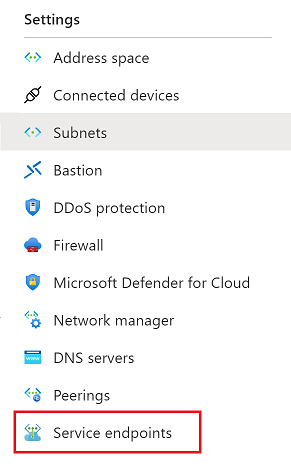 Settings
Address space
Connected devices
Subnets
Bastion
DDoS protection
Firewall
Microsoft Defender for Cloud
Network manager
DNS servers
Peerings
Service endpoints